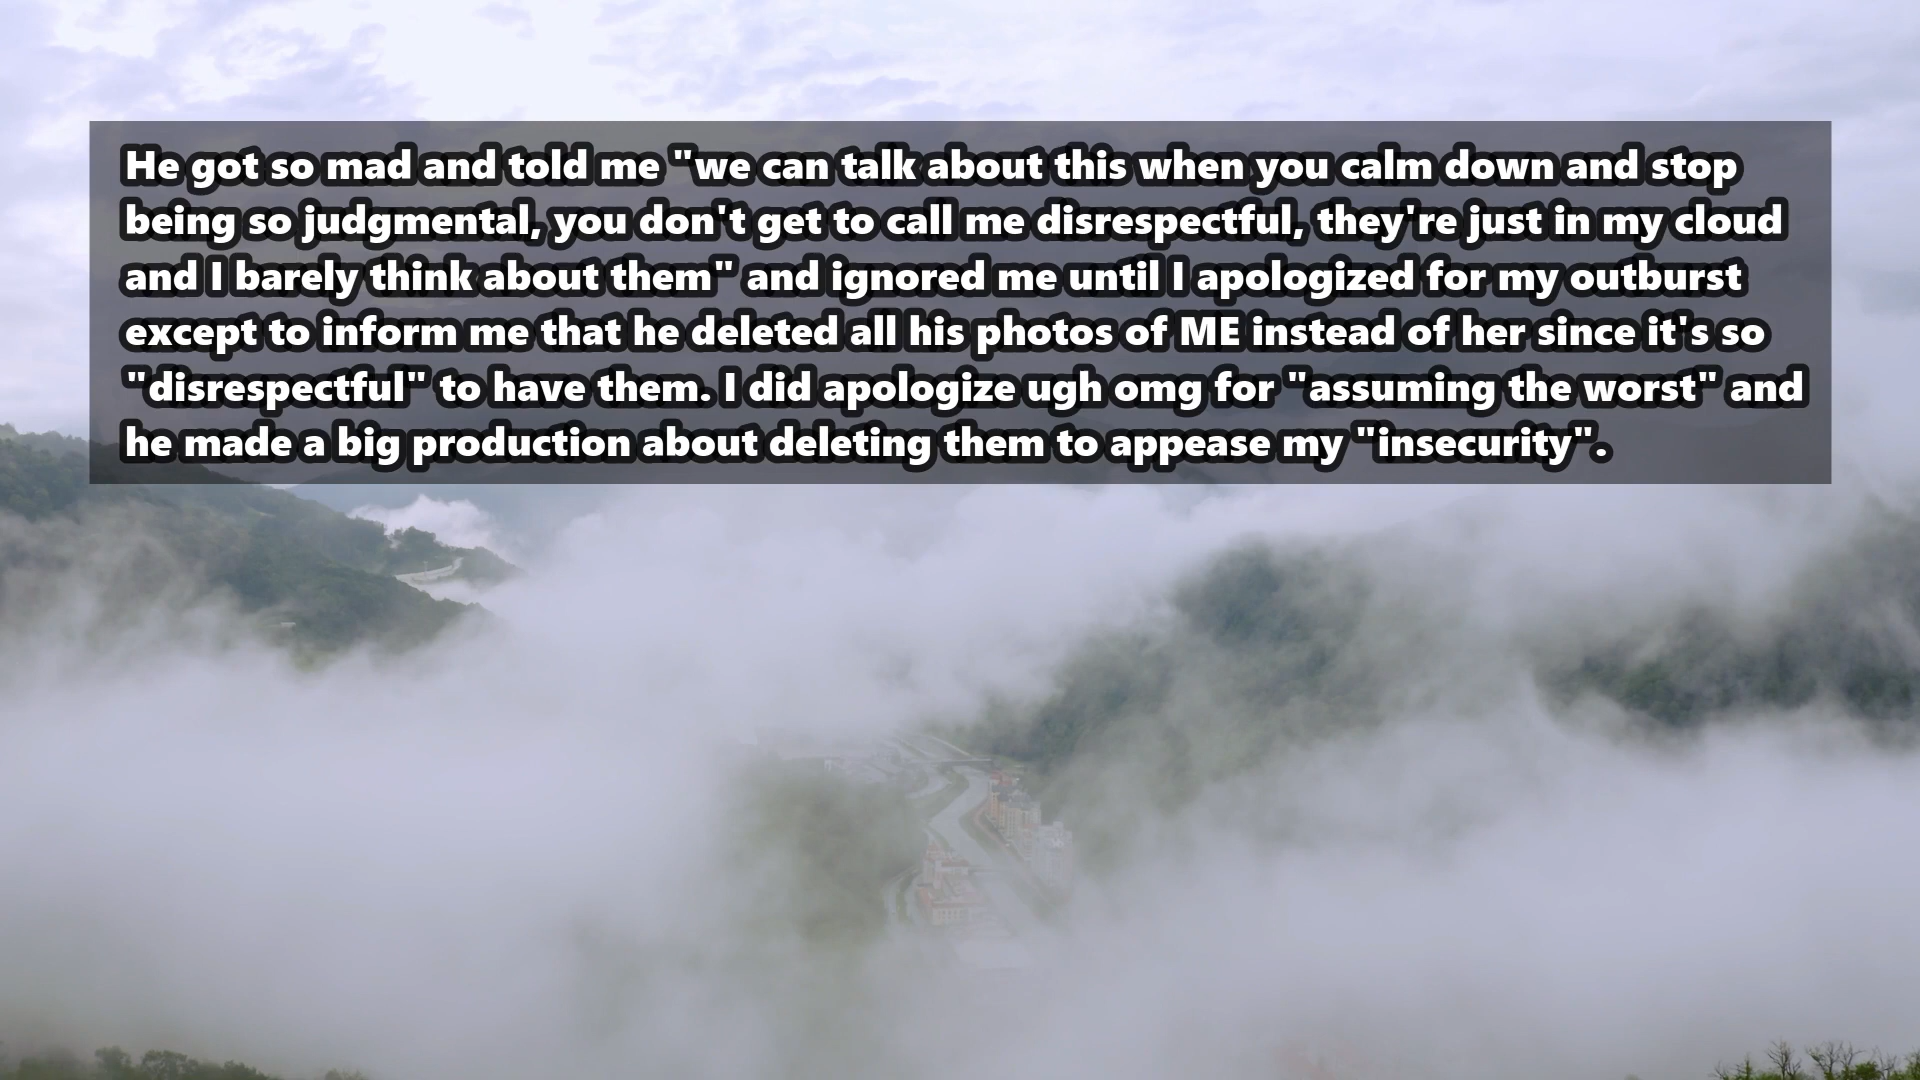 He got so mad and told me "we can talk about this when you calm down and stop
being so judgmental, you don't get to call me disrespectful, they're just in my cloud
and I barely think about them" and ignored me until I apologized for my outburst
except to inform me that he deleted all his photos of ME instead of her since it's so
"disrespectful" to have them. I did apologize ugh omg for "assuming the worst" and
he made a big production about deleting them to appease my "insecurity".